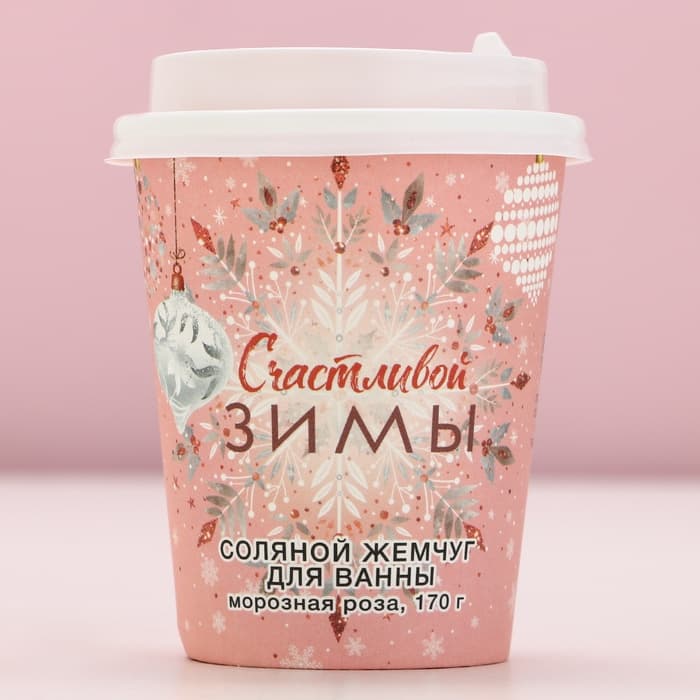 Счастливой
ЗИМЫ
СОЛЯНОЙ ЖЕМЧУГ
ДЛЯ ВАННЫ
морозная роза, 170 г